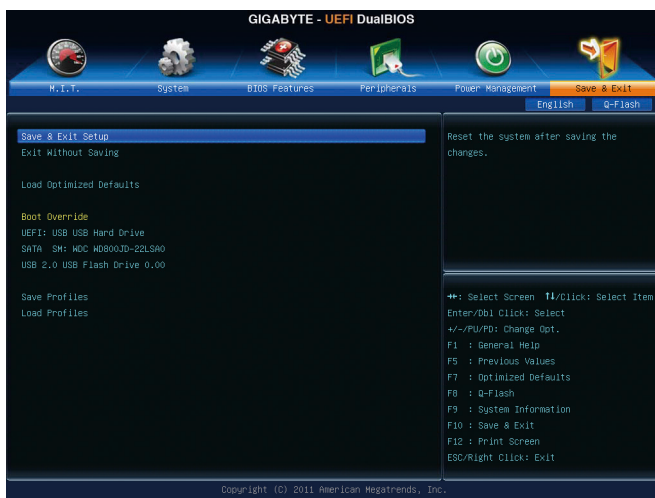 GIGABYTE - UEFI DualBIOS
M.I.T. System BIOS Features Peripherals Power Management Save & Exit
English Q-Flash
Save & Exit Setup
Exit Without Saving
Load Optimized Defaults
Boot Override
UEFI: USB USB Hard Drive
SATA SM: WDC WD800JD-22LSA0
USB 2.0 USB Flash Drive 0.00
Save Profiles
Load Profiles
Reset the system after saving the
changes.
→←: Select Screen ↑↓/Click: Select Item
Enter/Dbl Click: Select
+/-/PU/PD: Change Opt.
F1 : General Help
F5 : Previous Values
F7 : Optimized Defaults
F8 : Q-Flash
F9 : System Information
F10 : Save & Exit
F12 : Print Screen
ESC/Right Click: Exit
Copyright (C) 2011 American Megatrends, Inc.